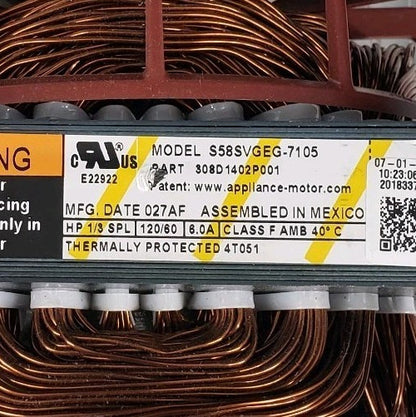 NG
r
cing
nly in
r
c UR US
E22922
MODEL S58SVGEG-7105
PART 308D1402P001
Patent: www.appliance-motor.com
MFG. DATE 027AF ASSEMBLED IN MEXICO
HP 1/3 SPL 120/60 6.0A CLASS F AMB 40° C
THERMALLY PROTECTED 4T051
07-01-
10:23:06
2018337